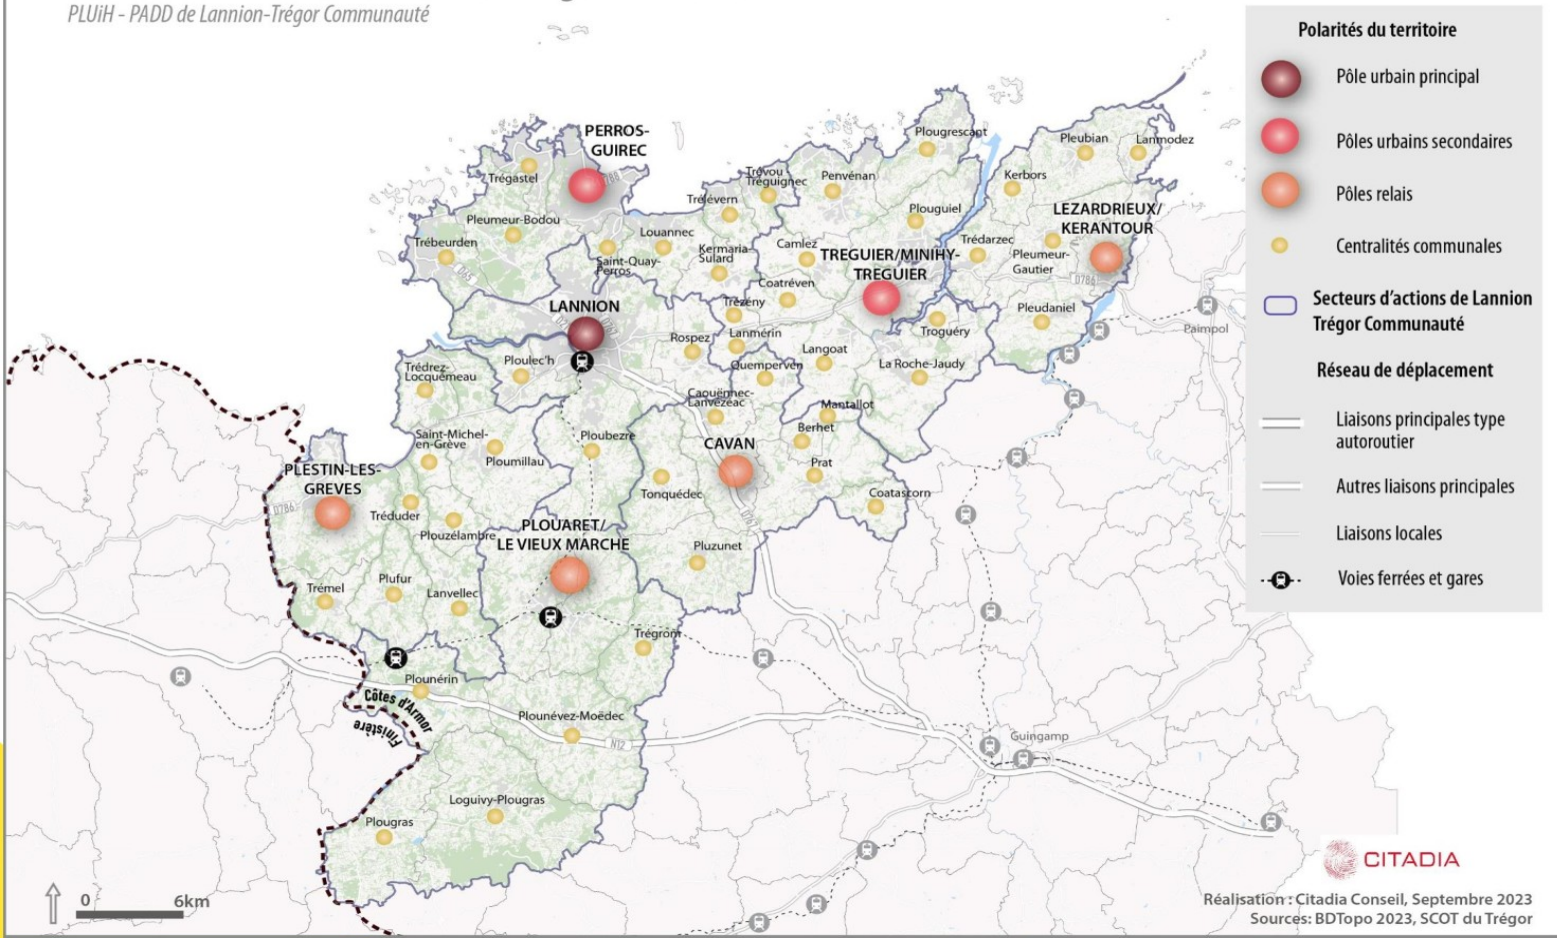 PLUiH - PADD de Lannion-Trégor Communauté
Polarités du territoire
Pôle urbain principal
Pôles urbains secondaires
Pôles relais
Centralités communales
Secteurs d'actions de Lannion
Trégor Communauté
Réseau de déplacement
Liaisons principales type
autoroutier
Autres liaisons principales
Liaisons locales
Voies ferrées et gares
PERROS-
GUIREC
Trégastel
Pleumeur-Bodou
Trébeurden
D65
D788
Saint-Quay-
Perros
Louannec
Trélévern
Trévou
Tréguignec
Kermaria-
Sulard
Penvénan
Plougrescant
Plouguiel
Camlez
TREGUIER/MINIHY-
TREGUIER
Coatréven
Trézény
Lanmérin
Langoat
Quemperven
Troguéry
La Roche-Jaudy
Pleubian
Lanmodez
Kerbors
LEZARDRIEUX/
KERANTOUR
Trédarzec
Pleumeur-
Gautier
D786
Pleudaniel
Paimpol
LANNION
Rospez
Ploulec'h
Trédrez-
Locquémeau
Caouënnec-
Lanvézéac
Mantallot
Berhet
CAVAN
Prat
Coatascorn
Tonquédec
Pluzunet
D767
Ploubezre
Saint-Michel-
en-Grève
Ploumillau
PLESTIN-LES-
GREVES
D786
Tréduder
Plouzélambre
PLOUARET/
LE VIEUX MARCHE
Trémel
Plufur
Lanvellec
Trégrom
Plounérin
Côtes d'Armor
Finistère
Plounévez-Moëdec
N12
Guingamp
Loguivy-Plougras
Plougras
0
6km
CITADIA
Réalisation : Citadia Conseil, Septembre 2023
Sources: BDTopo 2023, SCOT du Trégor